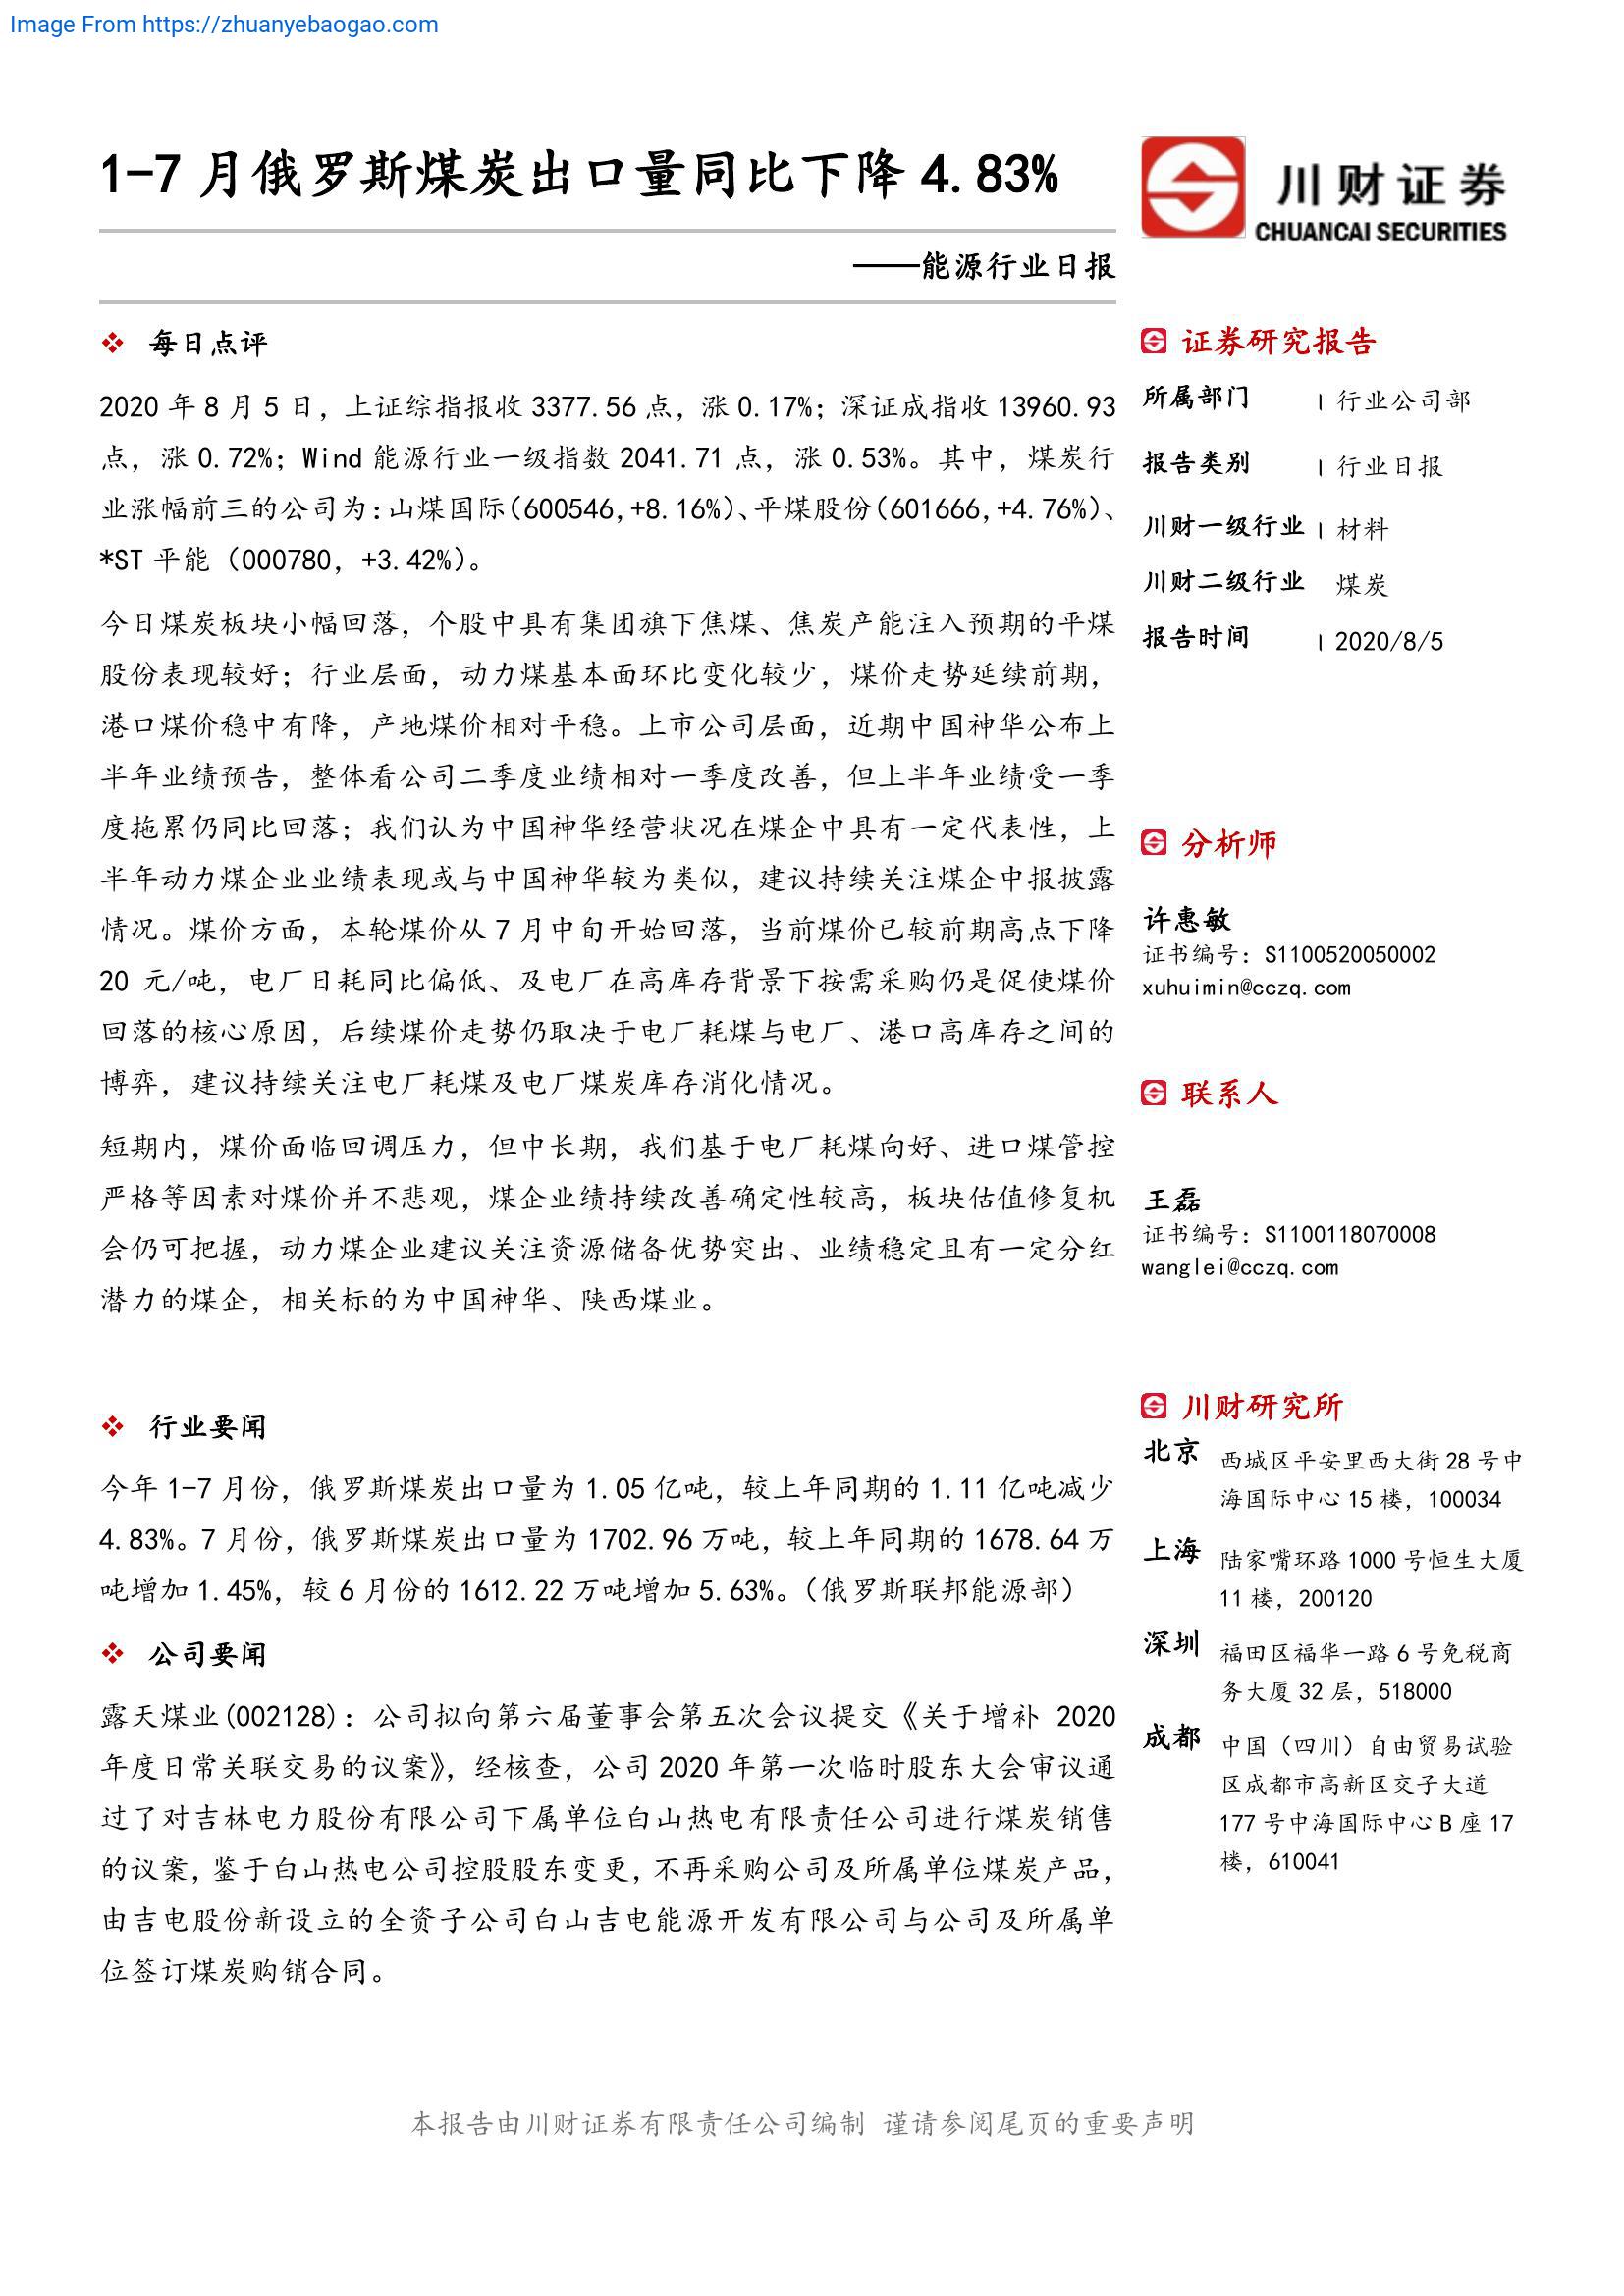 Image From https://zhuanyebaogao.com
1-7 月俄罗斯煤炭出口量同比下降 4.83%
——能源行业日报
川财证券
CHUANCAI SECURITIES
❖ 每日点评
2020 年 8 月 5 日，上证综指报收 3377.56 点，涨 0.17%；深证成指收 13960.93
点，涨 0.72%；Wind 能源行业一级指数 2041.71 点，涨 0.53%。其中，煤炭行
业涨幅前三的公司为：山煤国际（600546,+8.16%）、平煤股份（601666,+4.76%）、
*ST 平能（000780，+3.42%）。
今日煤炭板块小幅回落，个股中具有集团旗下焦煤、焦炭产能注入预期的平煤
股份表现较好；行业层面，动力煤基本面环比变化较少，煤价走势延续前期，
港口煤价稳中有降，产地煤价相对平稳。上市公司层面，近期中国神华公布上
半年业绩预告，整体看公司二季度业绩相对一季度改善，但上半年业绩受一季
度拖累仍同比回落；我们认为中国神华经营状况在煤企中具有一定代表性，上
半年动力煤企业业绩表现或与中国神华较为类似，建议持续关注煤企中报披露
情况。煤价方面，本轮煤价从 7 月中旬开始回落，当前煤价已较前期高点下降
20 元/吨，电厂日耗同比偏低、及电厂在高库存背景下按需采购仍是促使煤价
回落的核心原因，后续煤价走势仍取决于电厂耗煤与电厂、港口高库存之间的
博弈，建议持续关注电厂耗煤及电厂煤炭库存消化情况。
短期内，煤价面临回调压力，但中长期，我们基于电厂耗煤向好、进口煤管控
严格等因素对煤价并不悲观，煤企业绩持续改善确定性较高，板块估值修复机
会仍可把握，动力煤企业建议关注资源储备优势突出、业绩稳定且有一定分红
潜力的煤企，相关标的为中国神华、陕西煤业。
❖ 行业要闻
今年 1-7 月份，俄罗斯煤炭出口量为 1.05 亿吨，较上年同期的 1.11 亿吨减少
4.83%。7 月份，俄罗斯煤炭出口量为 1702.96 万吨，较上年同期的 1678.64 万
吨增加 1.45%，较 6 月份的 1612.22 万吨增加 5.63%。（俄罗斯联邦能源部）
❖ 公司要闻
露天煤业(002128)：公司拟向第六届董事会第五次会议提交《关于增补 2020
年度日常关联交易的议案》，经核查，公司 2020 年第一次临时股东大会审议通
过了对吉林电力股份有限公司下属单位白山热电有限责任公司进行煤炭销售
的议案，鉴于白山热电公司控股股东变更，不再采购公司及所属单位煤炭产品，
由吉电股份新设立的全资子公司白山吉电能源开发有限公司与公司及所属单
位签订煤炭购销合同。
证券研究报告
所属部门 | 行业公司部
报告类别 | 行业日报
川财一级行业 | 材料
川财二级行业 煤炭
报告时间 | 2020/8/5
分析师
许惠敏
证书编号：S1100520050002
xuhuimin@cczq.com
联系人
王磊
证书编号：S1100118070008
wanglei@cczq.com
川财研究所
北京 西城区平安里西大街 28 号中
海国际中心 15 楼，100034
上海 陆家嘴环路 1000 号恒生大厦
11 楼，200120
深圳 福田区福华一路 6 号免税商
务大厦 32 层，518000
成都 中国（四川）自由贸易试验
区成都市高新区交子大道
177 号中海国际中心 B 座 17
楼，610041
本报告由川财证券有限责任公司编制 谨请参阅尾页的重要声明